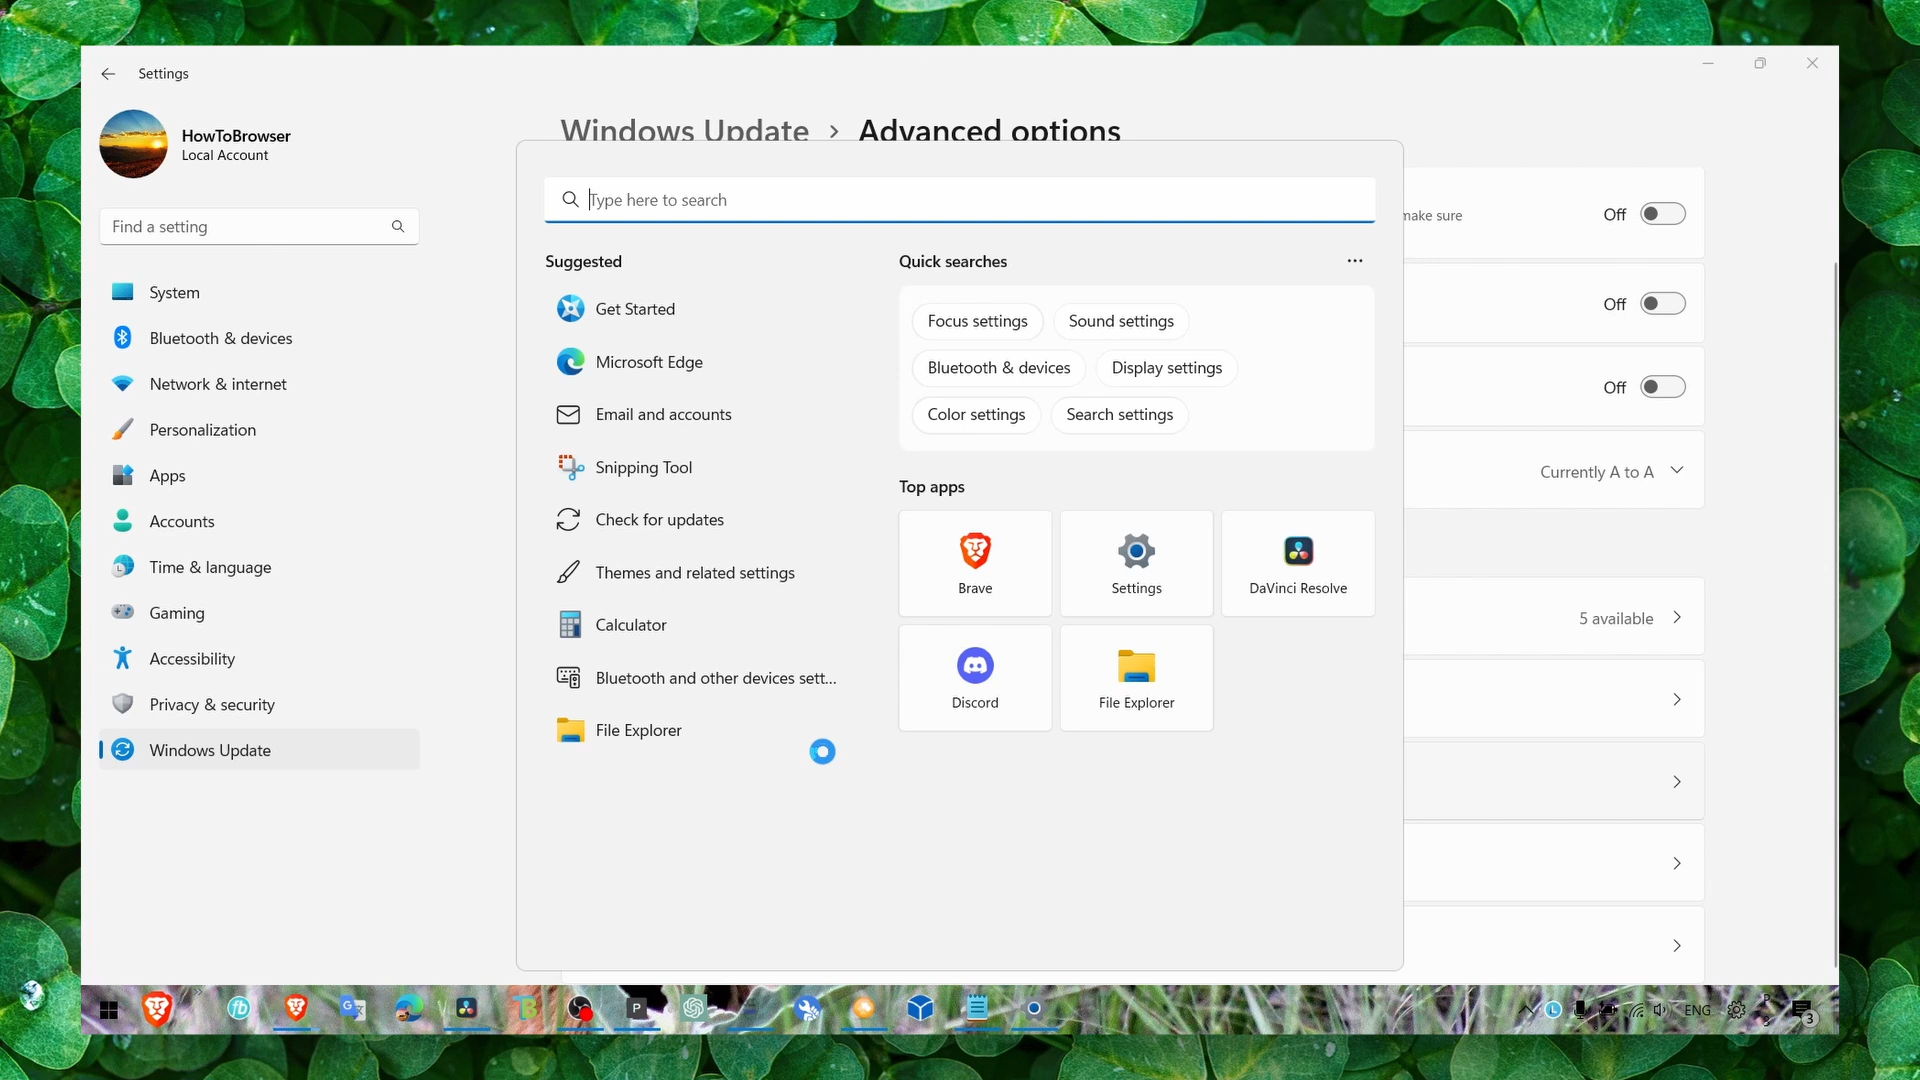 Settings
HowToBrowser
Local Account
Find a setting
System
Bluetooth & devices
Network & internet
Personalization
Apps
Accounts
Time & language
Gaming
Accessibility
Privacy & security
Windows Update
Windows Update > Advanced options
Type here to search
Suggested
Get Started
Microsoft Edge
Email and accounts
Snipping Tool
Check for updates
Themes and related settings
Calculator
Bluetooth and other devices sett...
File Explorer
Quick searches
Focus settings
Sound settings
Bluetooth & devices
Display settings
Color settings
Search settings
Top apps
Brave
Settings
DaVinci Resolve
Discord
File Explorer
make sure
Off
Off
Off
Currently A to A
5 available
ENG
3